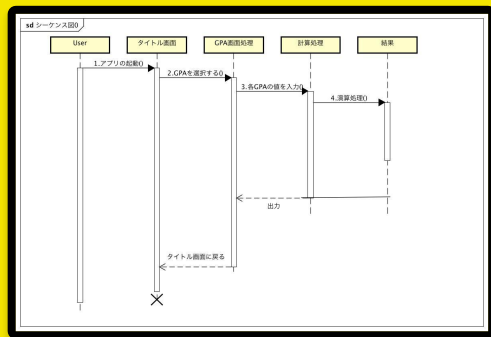 sd シーケンス図0
User
タイトル画面
GPA画面処理
計算処理
結果
1.アプリの起動()
2.GPAを選択する()
3.各GPAの値を入力()
4.演算処理()
出力
タイトル画面に戻る